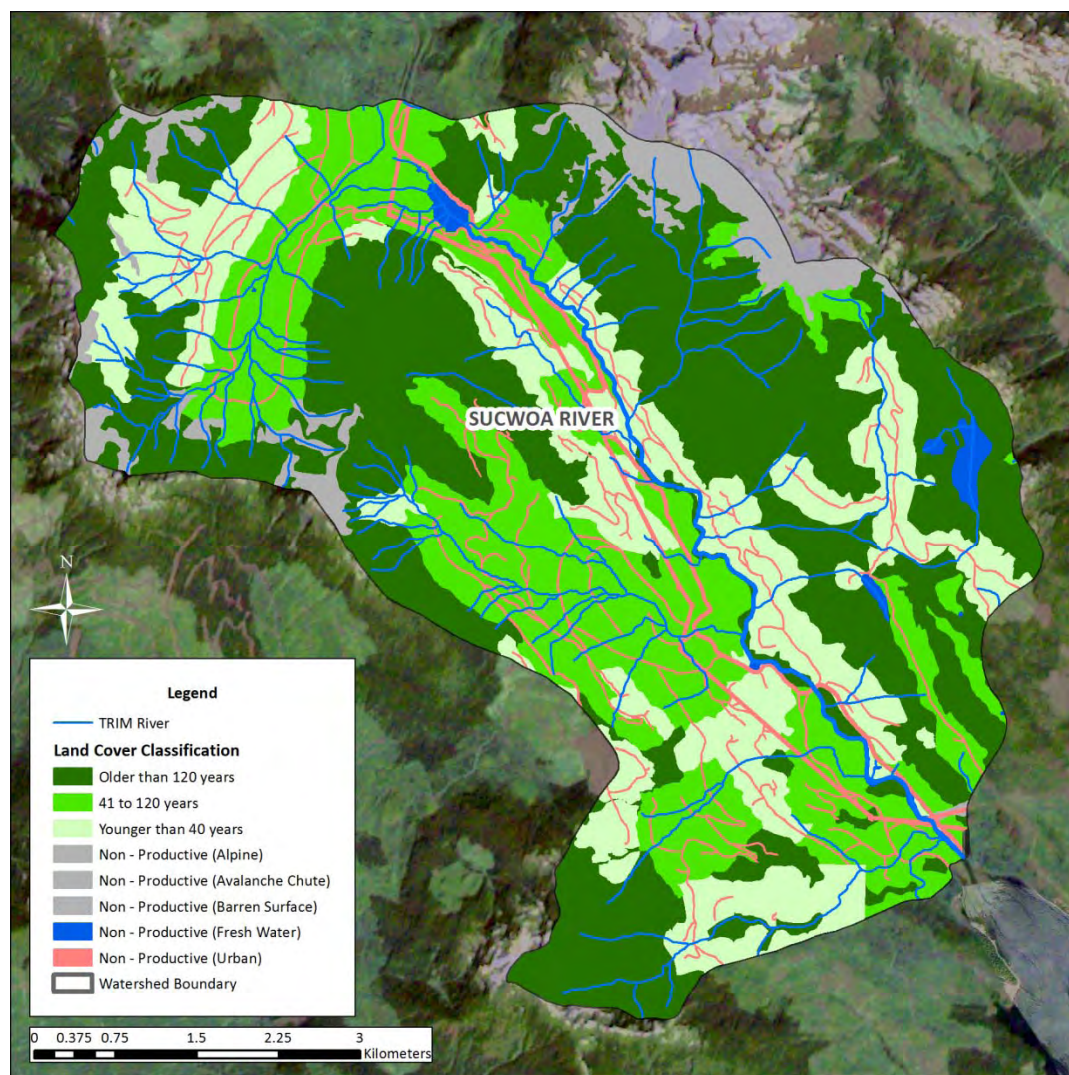 SUCWOA RIVER
N
Legend
TRIM River
Land Cover Classification
Older than 120 years
41 to 120 years
Younger than 40 years
Non - Productive (Alpine)
Non - Productive (Avalanche Chute)
Non - Productive (Barren Surface)
Non - Productive (Fresh Water)
Non - Productive (Urban)
Watershed Boundary
0 0.375 0.75 1.5 2.25 3
Kilometers